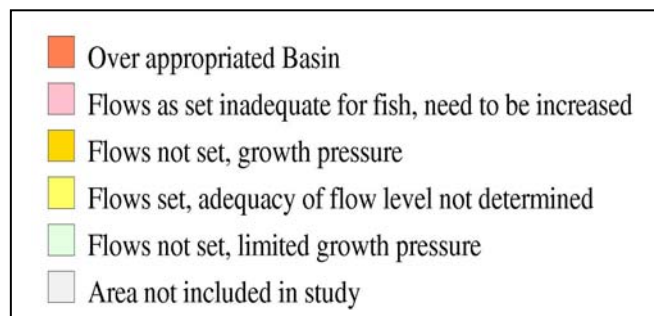 Over appropriated Basin
Flows as set inadequate for fish, need to be increased
Flows not set, growth pressure
Flows set, adequacy of flow level not determined
Flows not set, limited growth pressure
Area not included in study